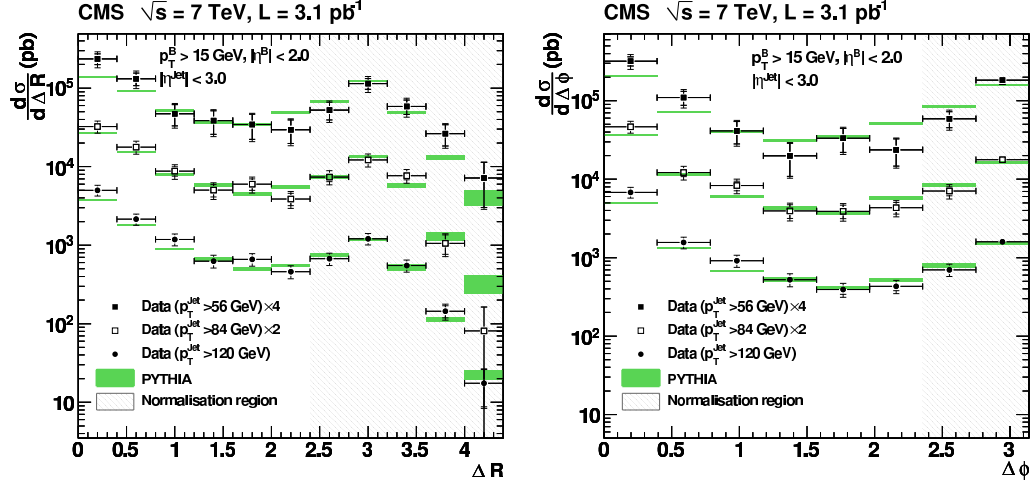 CMS √s = 7 TeV, L = 3.1 pb⁻¹
dσ/dΔR (pb)
p_T^B > 15 GeV, |η^B| < 2.0
|η^Jet| < 3.0
10⁵
10⁴
10³
10²
10
Data (p_T^Jet >56 GeV)×4
Data (p_T^Jet >84 GeV)×2
Data (p_T^Jet >120 GeV)
PYTHIA
Normalisation region
0 0.5 1 1.5 2 2.5 3 3.5 4
Δ R
CMS √s = 7 TeV, L = 3.1 pb⁻¹
dσ/dΔφ (pb)
p_T^B > 15 GeV, |η^B| < 2.0
|η^Jet| < 3.0
10⁵
10⁴
10³
10²
10
Data (p_T^Jet >56 GeV)×4
Data (p_T^Jet >84 GeV)×2
Data (p_T^Jet >120 GeV)
PYTHIA
Normalisation region
0 0.5 1 1.5 2 2.5 3
Δ φ